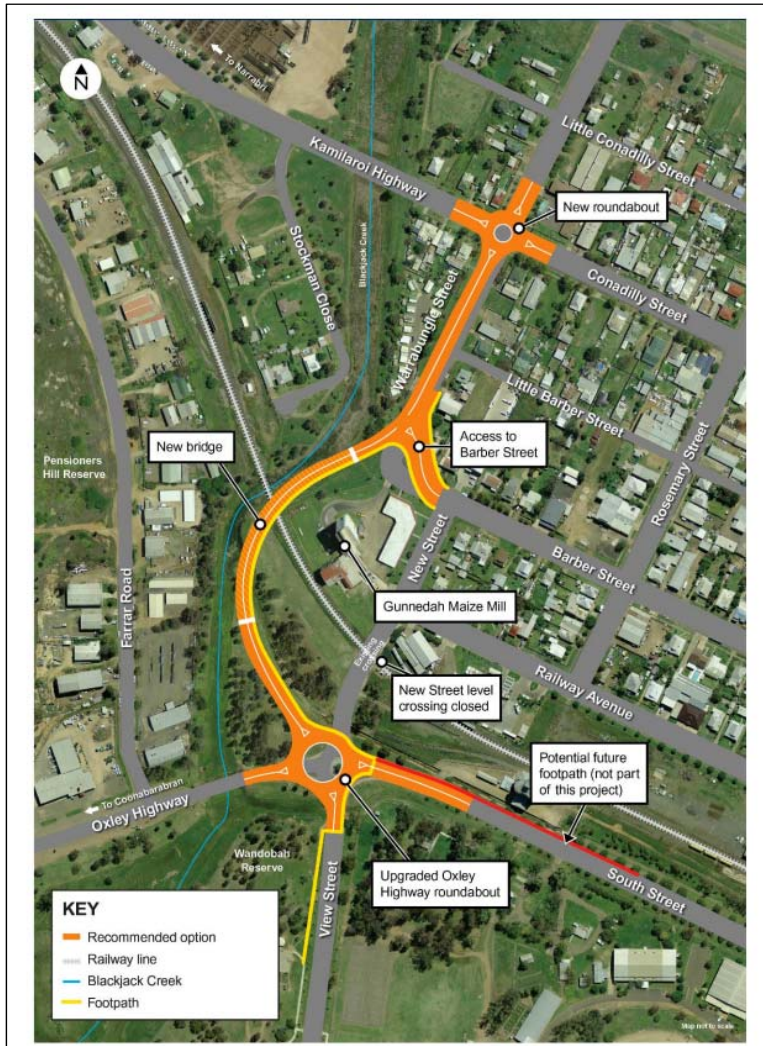 To Narrabri
N
Kamilaroi Highway
Little Conadilly Street
New roundabout
Stockman Close
Blackjack Creek
Conadilly Street
Warrabungle Street
Little Barber Street
New bridge
Access to
Barber Street
Pensioners
Hill Reserve
Rosemary Street
New Street
Barber Street
Farrar Road
Gunnedah Maize Mill
Existing
crossing
Railway Avenue
New Street level
crossing closed
To Coonabarabran
Oxley Highway
Potential future
footpath (not part
of this project)
Wandobah
Reserve
Upgraded Oxley
Highway roundabout
South Street
View Street
KEY
Recommended option
Railway line
Blackjack Creek
Footpath
Map not to scale